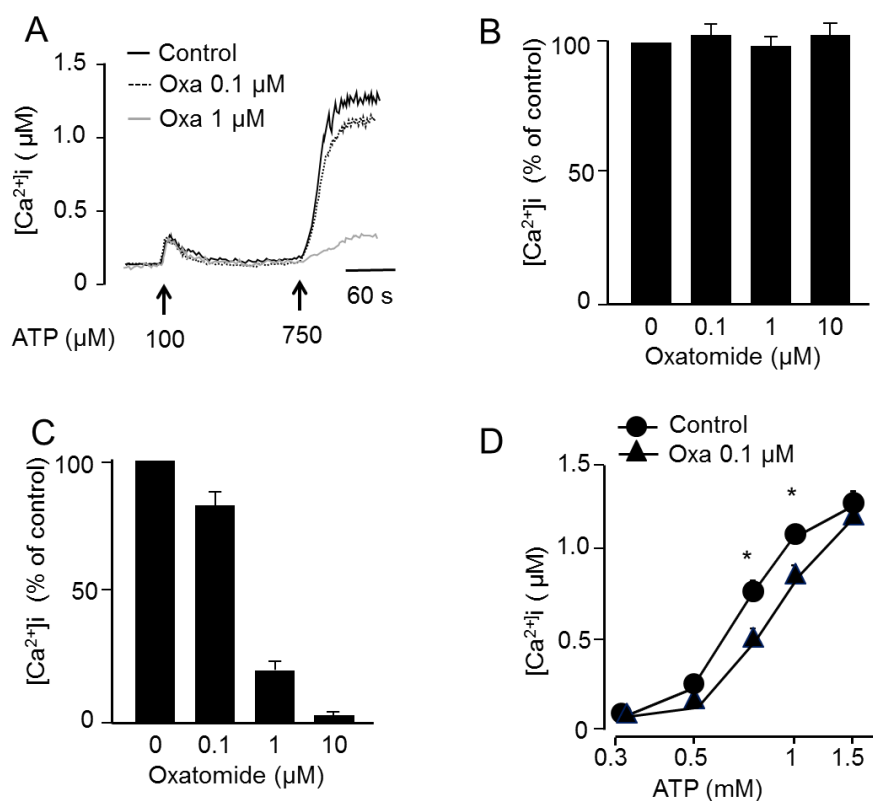 A
Control
Oxa 0.1 µM
Oxa 1 µM
[Ca²⁺]i ( µM)
1.5
1.0
0.5
0
60 s
ATP (µM)
100
750
B
[Ca²⁺]i (% of control)
100
50
0
0 0.1 1 10
Oxatomide (µM)
C
[Ca²⁺]i (% of control)
100
50
0
0 0.1 1 10
Oxatomide (µM)
D
Control
Oxa 0.1 µM
[Ca²⁺]i ( µM)
1.5
1.0
0.5
0
* *
0.3 0.5 1 1.5
ATP (mM)